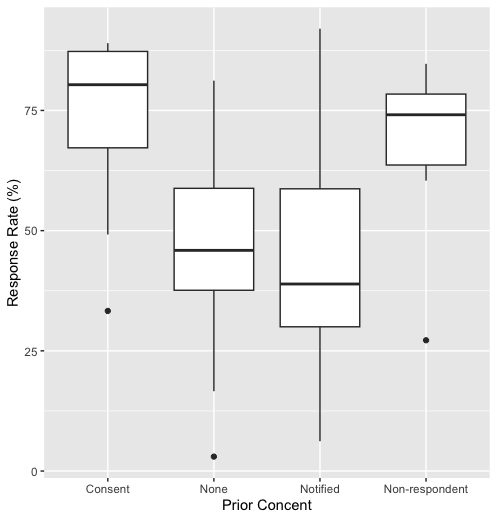 Response Rate (%)
75
50
25
0
Consent
None
Notified
Non-respondent
Prior Concent